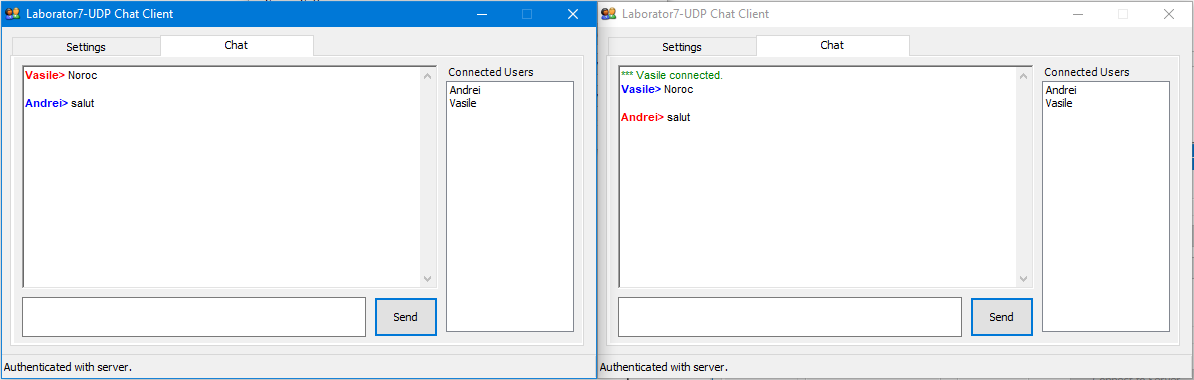 Laborator7-UDP Chat Client
Settings
Chat
Vasile> Noroc
Andrei> salut
Connected Users
Andrei
Vasile
Send
Authenticated with server.
Laborator7-UDP Chat Client
Settings
Chat
*** Vasile connected.
Vasile> Noroc
Andrei> salut
Connected Users
Andrei
Vasile
Send
Authenticated with server.